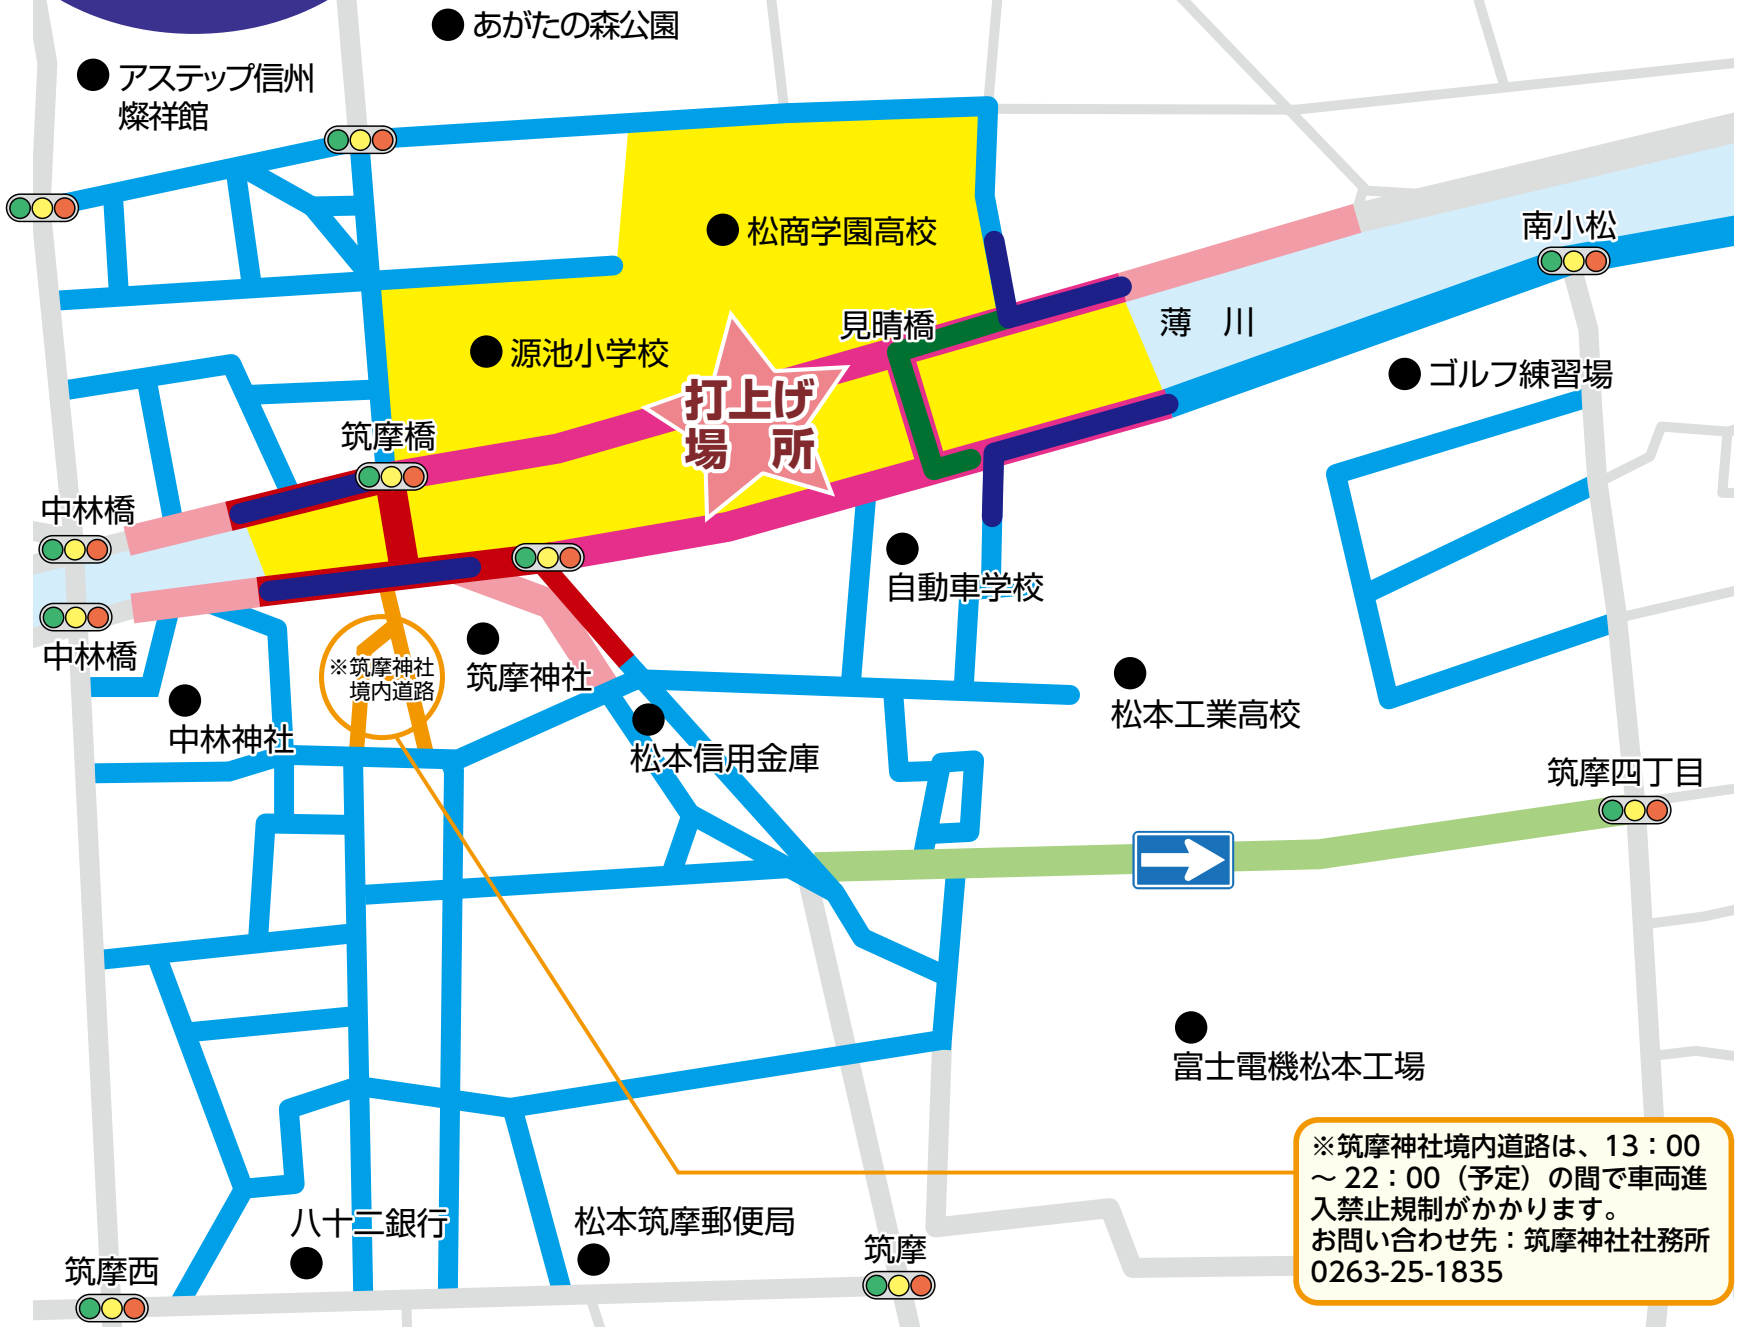 あがたの森公園
アステップ信州
燦祥館
松商学園高校
南小松
薄　川
見晴橋
源池小学校
ゴルフ練習場
打上げ
場　所
筑摩橋
中林橋
自動車学校
中林橋
※筑摩神社
境内道路
筑摩神社
松本工業高校
中林神社
松本信用金庫
筑摩四丁目
富士電機松本工場
※筑摩神社境内道路は、13：00
～ 22：00（予定）の間で車両進
入禁止規制がかかります。
お問い合わせ先：筑摩神社社務所
0263-25-1835
八十二銀行
松本筑摩郵便局
筑摩
筑摩西